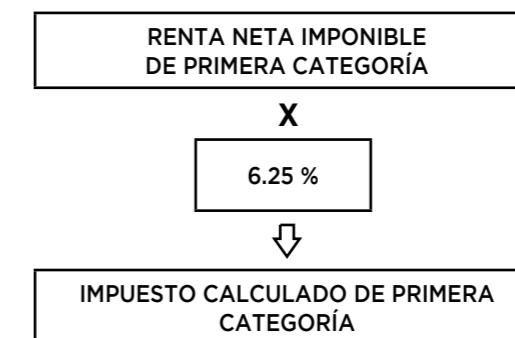 RENTA NETA IMPONIBLE
DE PRIMERA CATEGORÍA
X
6.25 %
IMPUESTO CALCULADO DE PRIMERA
CATEGORÍA